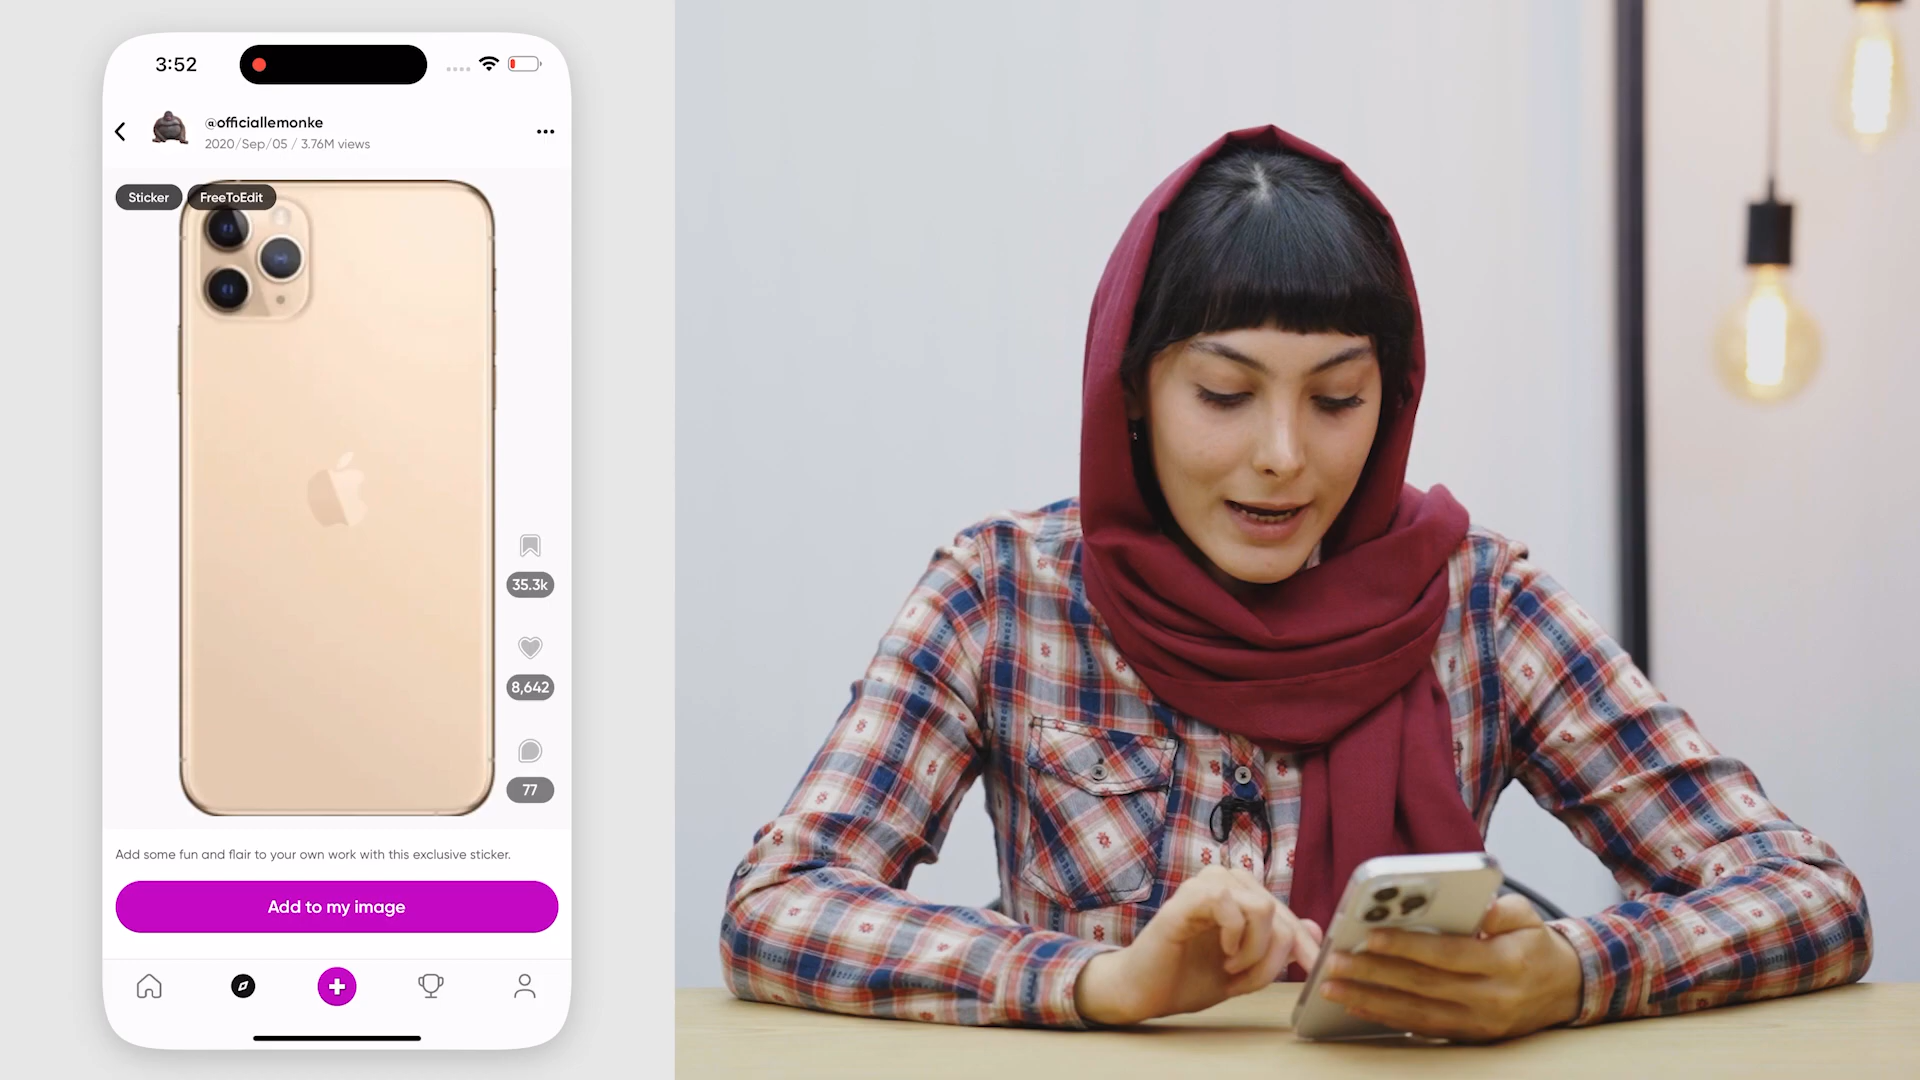 3:52
@officiallemonke
2020/Sep/05 / 3.76M views
Sticker
FreeToEdit
35.3k
8,642
77
Add some fun and flair to your own work with this exclusive sticker.
Add to my image